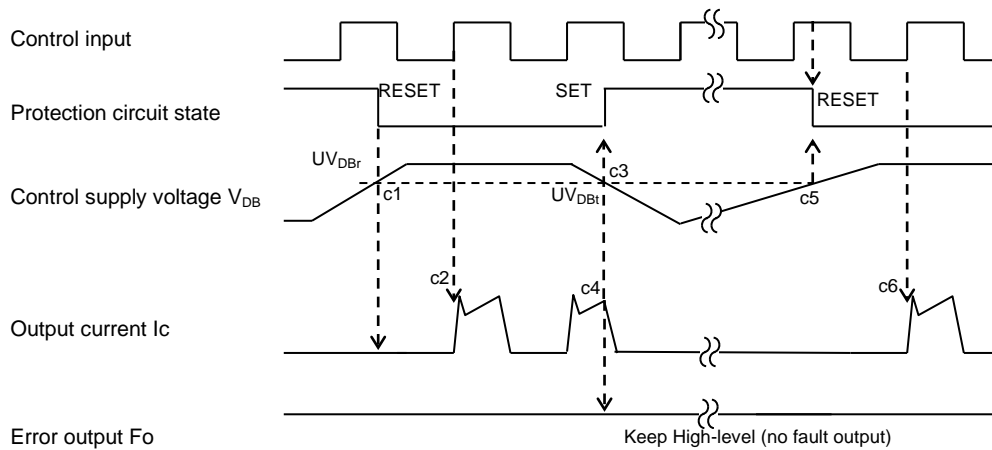 Control input
RESET
SET
RESET
Protection circuit state
UVDBr
c3
c1
UVDBt
c5
Control supply voltage VDB
c2
c4
c6
Output current Ic
Error output Fo
Keep High-level (no fault output)